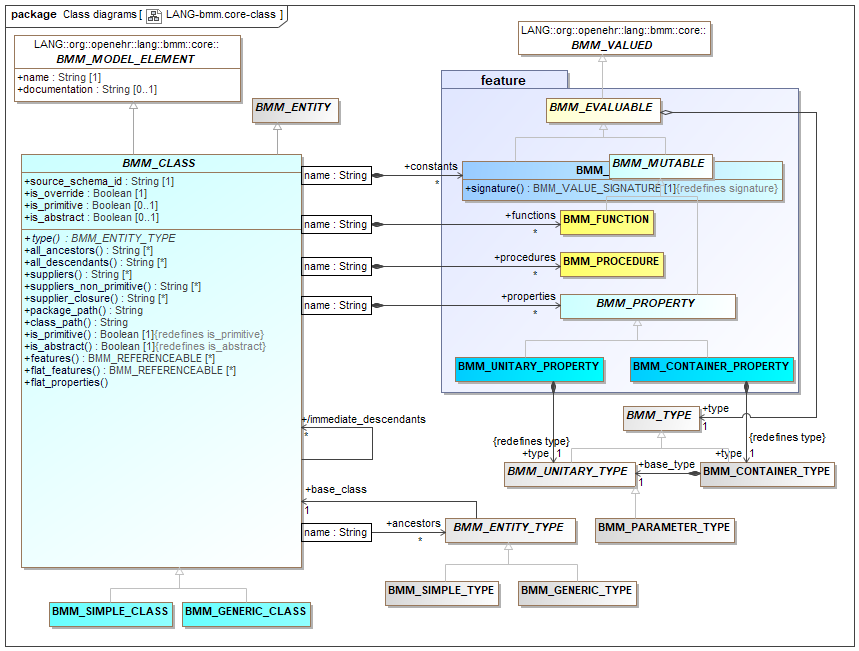 package Class diagrams [ LANG-bmm.core-class ]
LANG::org::openehr::lang::bmm::core::
BMM_MODEL_ELEMENT
+name : String [1]
+documentation : String [0..1]
BMM_ENTITY
LANG::org::openehr::lang::bmm::core::
BMM_VALUED
feature
BMM_EVALUABLE
BMM_
BMM_MUTABLE
+signature() : BMM_VALUE_SIGNATURE [1]{redefines signature}
BMM_CLASS
+source_schema_id : String [1]
+is_override : Boolean [1]
+is_primitive : Boolean [0..1]
+is_abstract : Boolean [0..1]
+type() : BMM_ENTITY_TYPE
+all_ancestors() : String [*]
+all_descendants() : String [*]
+suppliers() : String [*]
+suppliers_non_primitive() : String [*]
+supplier_closure() : String [*]
+package_path() : String
+class_path() : String
+is_primitive() : Boolean [1]{redefines is_primitive}
+is_abstract() : Boolean [1]{redefines is_abstract}
+features() : BMM_REFERENCEABLE [*]
+flat_features() : BMM_REFERENCEABLE [*]
+flat_properties()
name : String
+constants
*
name : String
+functions
*
BMM_FUNCTION
name : String
+procedures
*
BMM_PROCEDURE
name : String
+properties
*
BMM_PROPERTY
BMM_UNITARY_PROPERTY
BMM_CONTAINER_PROPERTY
BMM_TYPE
+type
1
+/immediate_descendants
*
{redefines type}
+type
1
{redefines type}
+type
1
BMM_UNITARY_TYPE
+base_type
1
BMM_CONTAINER_TYPE
+base_class
1
name : String
+ancestors
*
BMM_ENTITY_TYPE
BMM_PARAMETER_TYPE
BMM_SIMPLE_TYPE
BMM_GENERIC_TYPE
BMM_SIMPLE_CLASS
BMM_GENERIC_CLASS